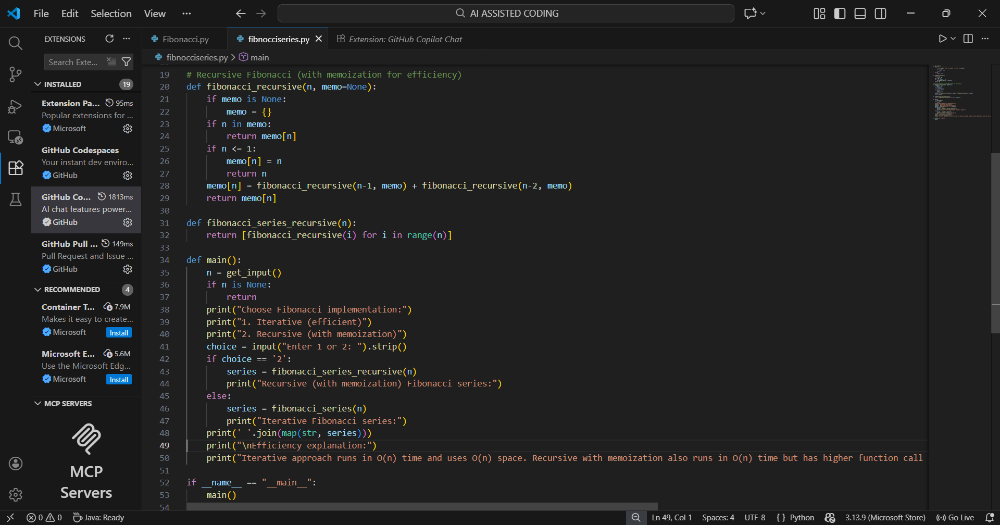 File Edit Selection View ··· AI ASSISTED CODING
EXTENSIONS
Search Exte...
INSTALLED 19
Extension Pa... 95ms
Popular extensions for ...
Microsoft
GitHub Codespaces
Your instant dev enviro...
GitHub
GitHub Co... 1813ms
AI chat features power...
GitHub
GitHub Pull ... 149ms
Pull Request and Issue ...
GitHub
RECOMMENDED 4
Container T... 7.9M
Makes it easy to create...
Microsoft Install
Microsoft E... 5.6M
Use the Microsoft Edg...
Microsoft Install
MCP SERVERS
MCP
Servers
Fibonacci.py fibnocciseries.py Extension: GitHub Copilot Chat
fibnocciseries.py > main
19 # Recursive Fibonacci (with memoization for efficiency)
20 def fibonacci_recursive(n, memo=None):
21     if memo is None:
22         memo = {}
23     if n in memo:
24         return memo[n]
25     if n <= 1:
26         memo[n] = n
27         return n
28     memo[n] = fibonacci_recursive(n-1, memo) + fibonacci_recursive(n-2, memo)
29     return memo[n]
30
31 def fibonacci_series_recursive(n):
32     return [fibonacci_recursive(i) for i in range(n)]
33
34 def main():
35     n = get_input()
36     if n is None:
37         return
38     print("Choose Fibonacci implementation:")
39     print("1. Iterative (efficient)")
40     print("2. Recursive (with memoization)")
41     choice = input("Enter 1 or 2: ").strip()
42     if choice == '2':
43         series = fibonacci_series_recursive(n)
44         print("Recursive (with memoization) Fibonacci series:")
45     else:
46         series = fibonacci_series(n)
47         print("Iterative Fibonacci series:")
48     print(' '.join(map(str, series)))
49     print("\nEfficiency explanation:")
50     print("Iterative approach runs in O(n) time and uses O(n) space. Recursive with memoization also runs in O(n) time but has higher function call
51
52 if __name__ == "__main__":
53     main()
54
0 0 Java: Ready Ln 49, Col 1 Spaces: 4 UTF-8 { } Python 3.13.9 (Microsoft Store) Go Live